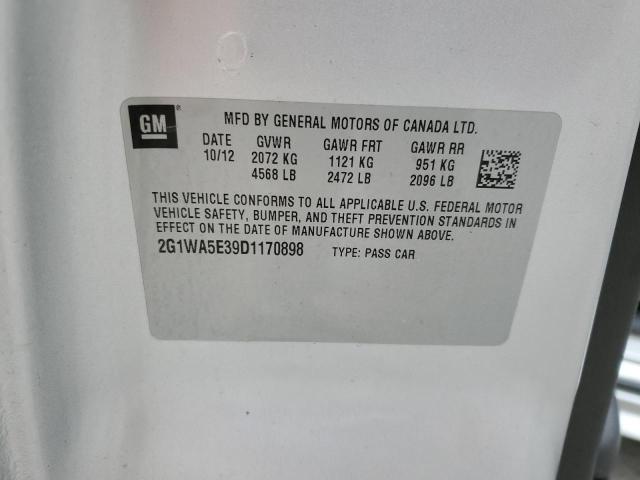 GM
MFD BY GENERAL MOTORS OF CANADA LTD.
DATE GVWR GAWR FRT GAWR RR
10/12 2072 KG 1121 KG 951 KG
4568 LB 2472 LB 2096 LB
THIS VEHICLE CONFORMS TO ALL APPLICABLE U.S. FEDERAL MOTOR
VEHICLE SAFETY, BUMPER, AND THEFT PREVENTION STANDARDS IN
EFFECT ON THE DATE OF MANUFACTURE SHOWN ABOVE.
2G1WA5E39D1170898 TYPE: PASS CAR